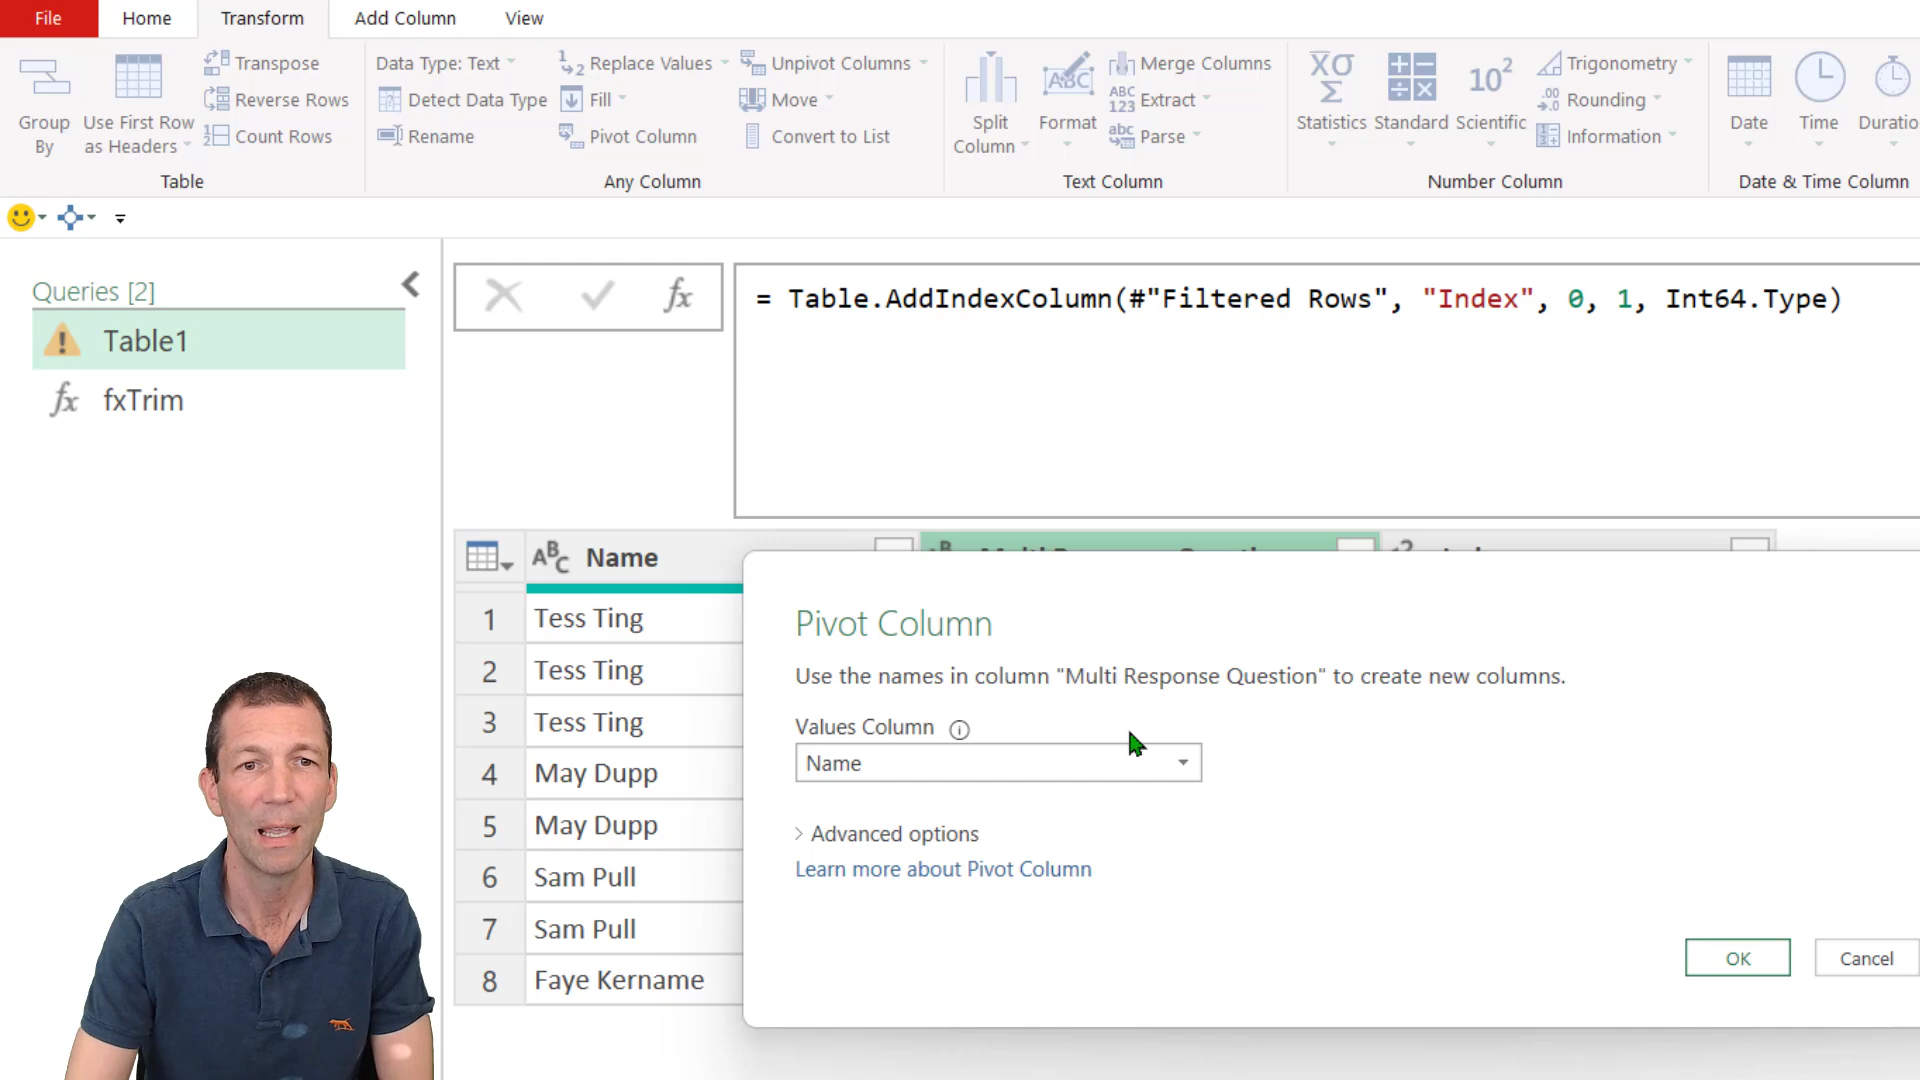 File Home Transform Add Column View
Group By
Use First Row as Headers
Transpose
Reverse Rows
Count Rows
Table
Data Type: Text
Detect Data Type
Rename
Replace Values
Fill
Pivot Column
Unpivot Columns
Move
Convert to List
Any Column
Split Column
Format
Merge Columns
Extract
Parse
Text Column
Statistics
Standard
Scientific
Trigonometry
Rounding
Information
Number Column
Date
Time
Date & Time Column
Queries [2]
Table1
fx fxTrim
fx
= Table.AddIndexColumn(#"Filtered Rows", "Index", 0, 1, Int64.Type)
ABC Name
1 Tess Ting
2 Tess Ting
3 Tess Ting
4 May Dupp
5 May Dupp
6 Sam Pull
7 Sam Pull
8 Faye Kername
Pivot Column
Use the names in column "Multi Response Question" to create new columns.
Values Column
Name
Advanced options
Learn more about Pivot Column
OK Cancel